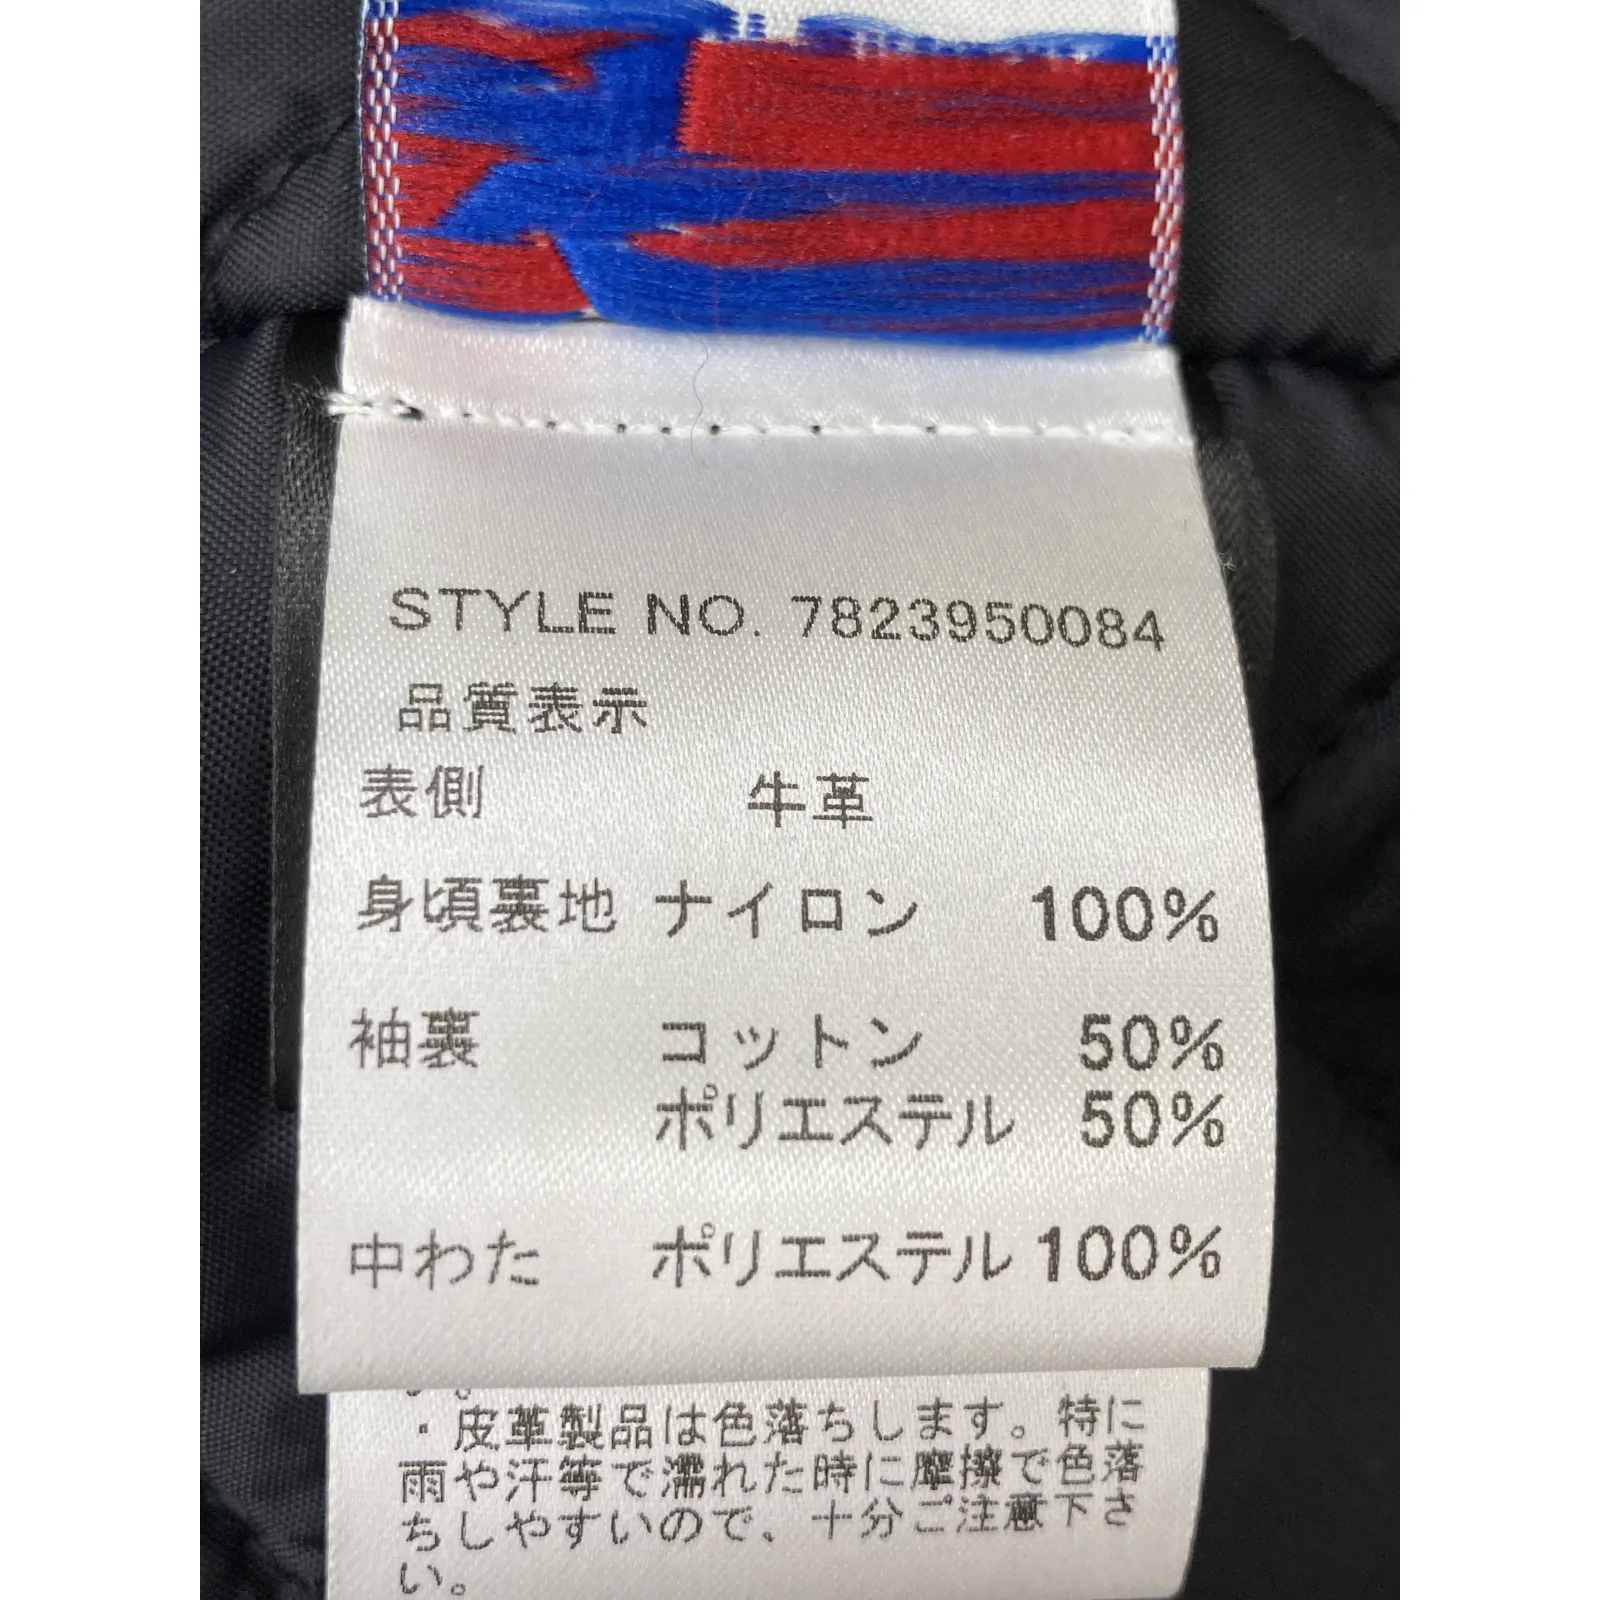 STYLE NO. 7823950084
品質表示
表側 牛革
身頃裏地 ナイロン 100%
袖裏 コットン 50%
ポリエステル 50%
中わた ポリエステル 100%
い。
・皮革製品は色落ちします。特に
雨や汗等で濡れた時に摩擦で色落
ちしやすいので、十分ご注意下さ
い。